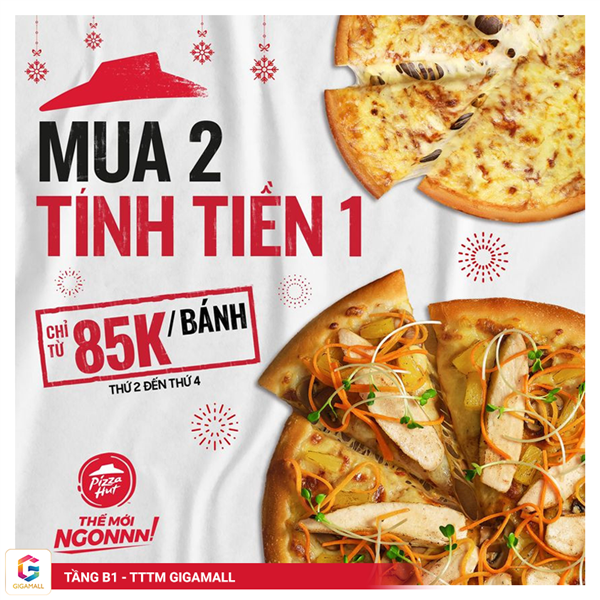 MUA 2
TÍNH TIỀN 1
CHỈ TỪ 85K/BÁNH
THỨ 2 ĐẾN THỨ 4
Pizza
Hut
THẾ MỚI
NGONNN!
GIGAMALL
TẦNG B1 - TTTM GIGAMALL